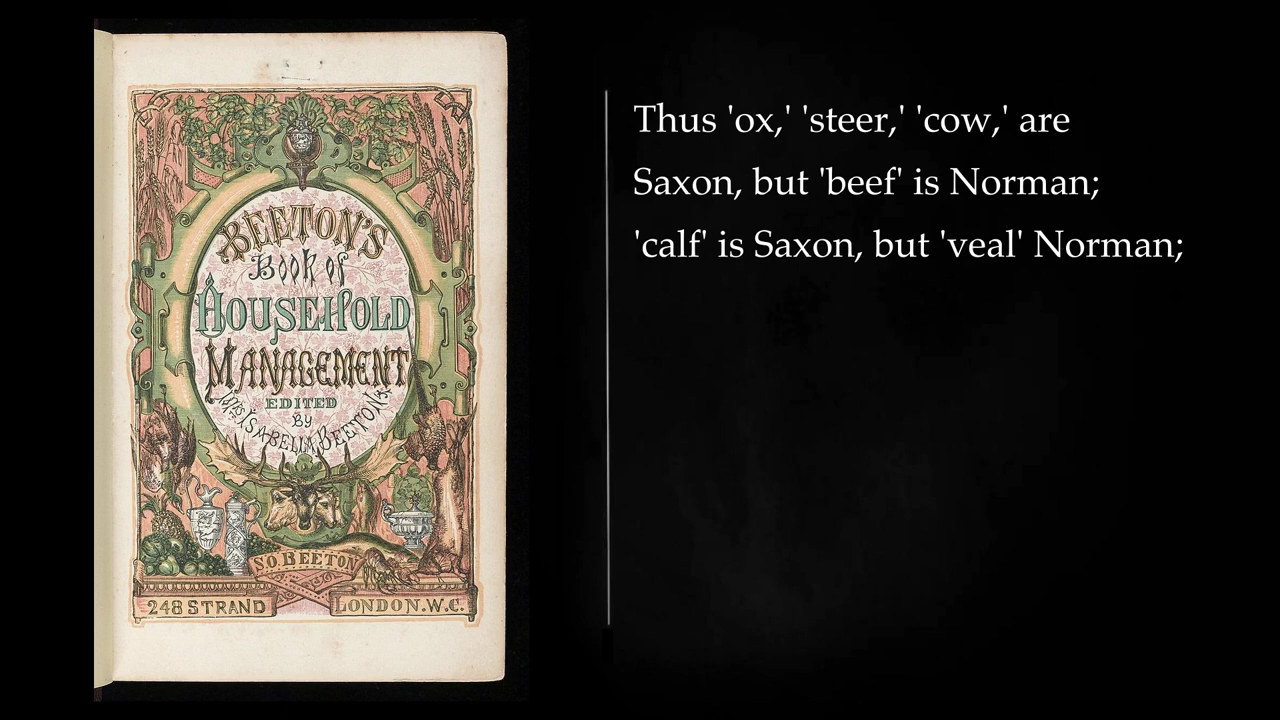 BEETON'S
Book of
HOUSEHOLD
MANAGEMENT
EDITED
BY
MRS ISABELLA BEETON
S.O. BEETON
248 STRAND
LONDON. W.C.
Thus 'ox,' 'steer,' 'cow,' are
Saxon, but 'beef' is Norman;
'calf' is Saxon, but 'veal' Norman;